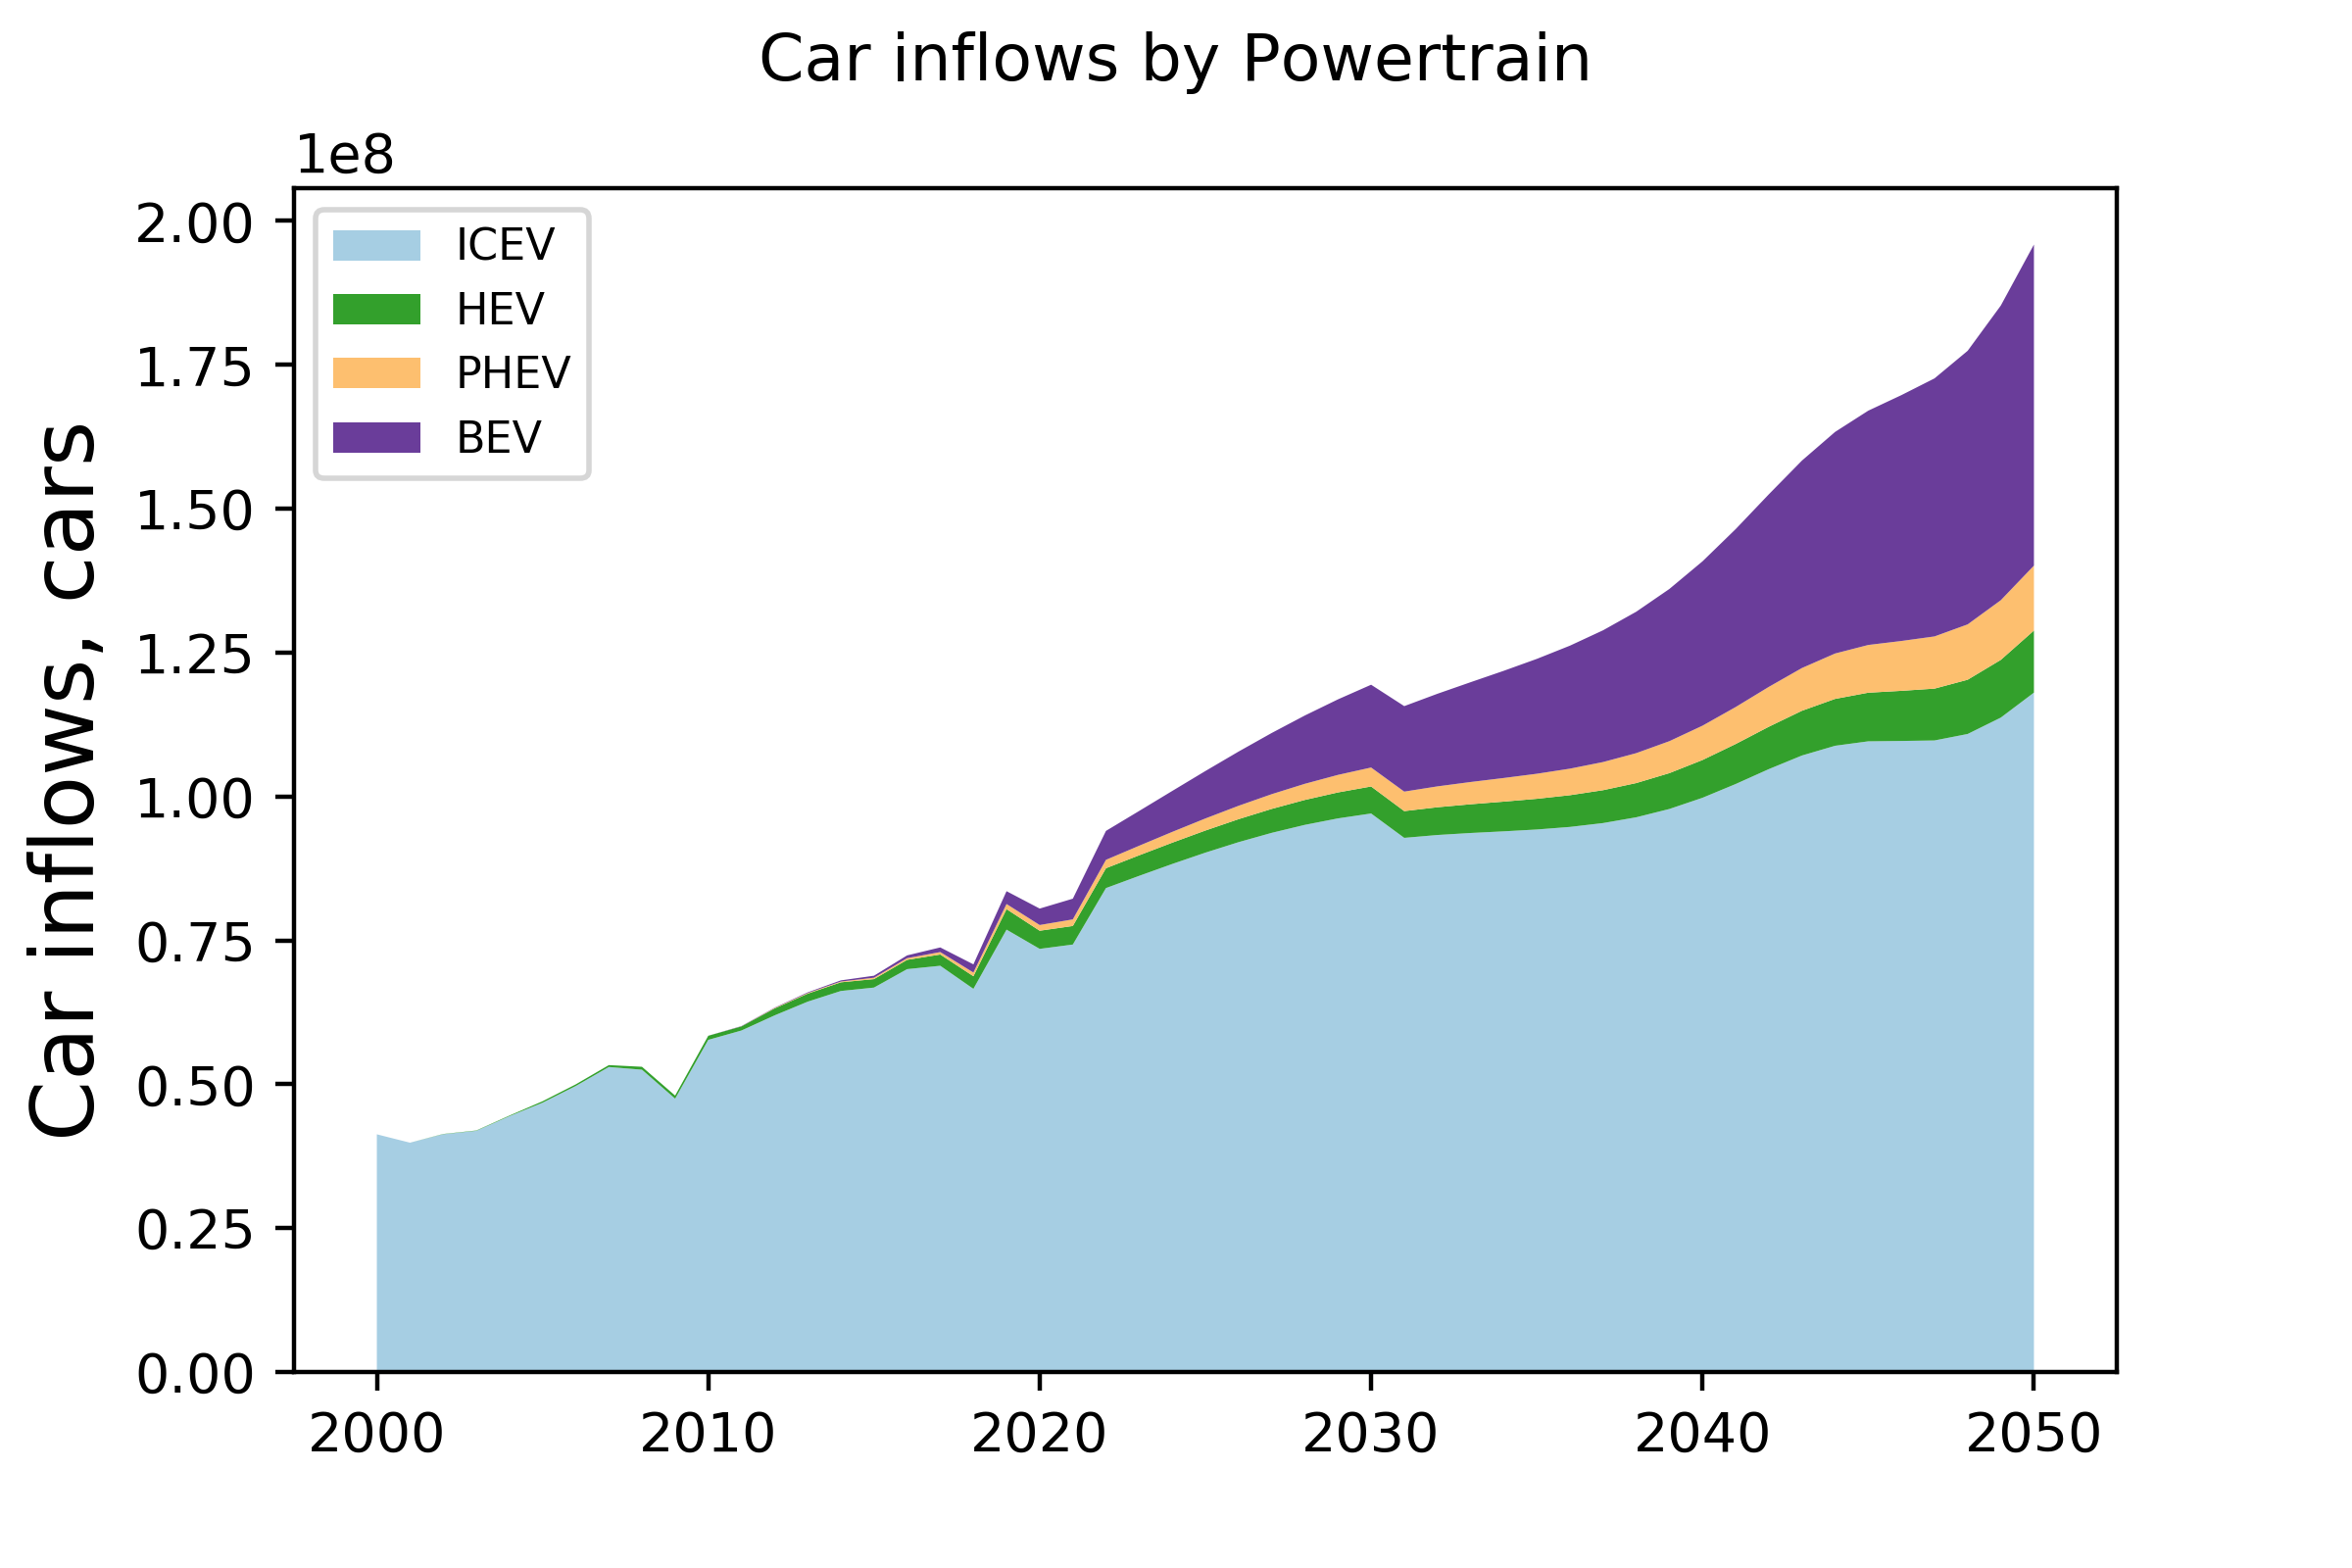 Car inflows by Powertrain
1e8
2.00
1.75
1.50
1.25
1.00
0.75
0.50
0.25
0.00
Car inflows, cars
ICEV
HEV
PHEV
BEV
2000 2010 2020 2030 2040 2050